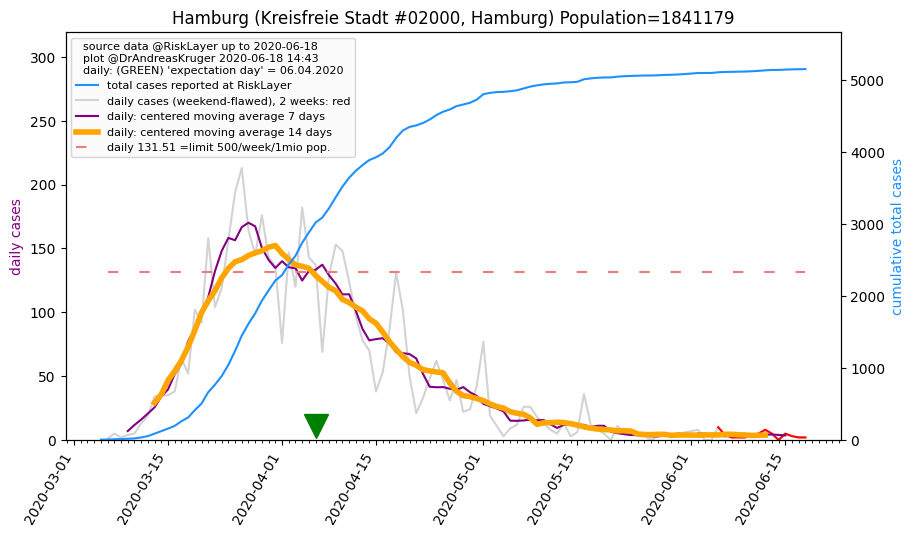 Hamburg (Kreisfreie Stadt #02000, Hamburg) Population=1841179
source data @RiskLayer up to 2020-06-18
plot @DrAndreasKruger 2020-06-18 14:43
daily: (GREEN) 'expectation day' = 06.04.2020
total cases reported at RiskLayer
daily cases (weekend-flawed), 2 weeks: red
daily: centered moving average 7 days
daily: centered moving average 14 days
daily 131.51 =limit 500/week/1mio pop.
daily cases
300
250
200
150
100
50
0
cumulative total cases
5000
4000
3000
2000
1000
0
2020-03-01
2020-03-15
2020-04-01
2020-04-15
2020-05-01
2020-05-15
2020-06-01
2020-06-15